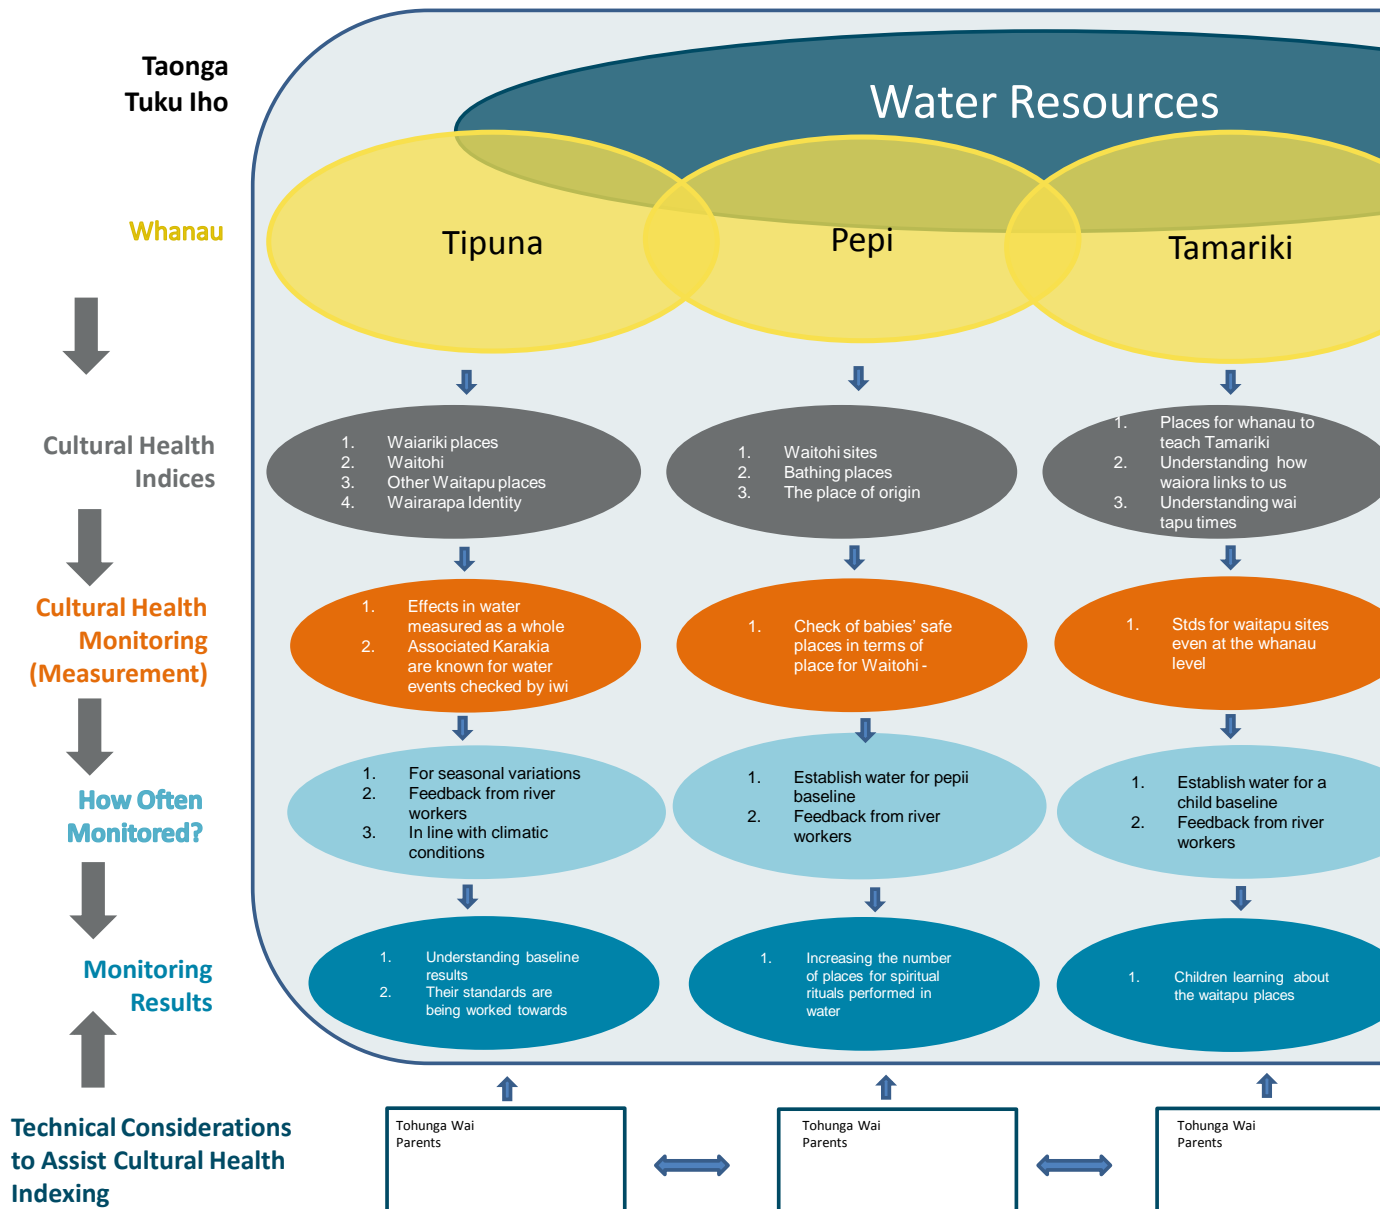 Taonga
Tuku Iho
Water Resources
Whanau
Tipuna
Pepi
Tamariki
Cultural Health
Indices
1. Waiariki places
2. Waitohi
3. Other Waitapu places
4. Wairarapa Identity
1. Waitohi sites
2. Bathing places
3. The place of origin
1. Places for whanau to
teach Tamariki
2. Understanding how
waiora links to us
3. Understanding wai
tapu times
Cultural Health
Monitoring
(Measurement)
1. Effects in water
measured as a whole
2. Associated Karakia
are known for water
events checked by iwi
1. Check of babies' safe
places in terms of
place for Waitohi -
1. Stds for waitapu sites
even at the whanau
level
How Often
Monitored?
1. For seasonal variations
2. Feedback from river
workers
3. In line with climatic
conditions
1. Establish water for pepii
baseline
2. Feedback from river
workers
1. Establish water for a
child baseline
2. Feedback from river
workers
Monitoring
Results
1. Understanding baseline
results
2. Their standards are
being worked towards
1. Increasing the number
of places for spiritual
rituals performed in
water
1. Children learning about
the waitapu places
Technical Considerations
to Assist Cultural Health
Indexing
Tohunga Wai
Parents
Tohunga Wai
Parents
Tohunga Wai
Parents